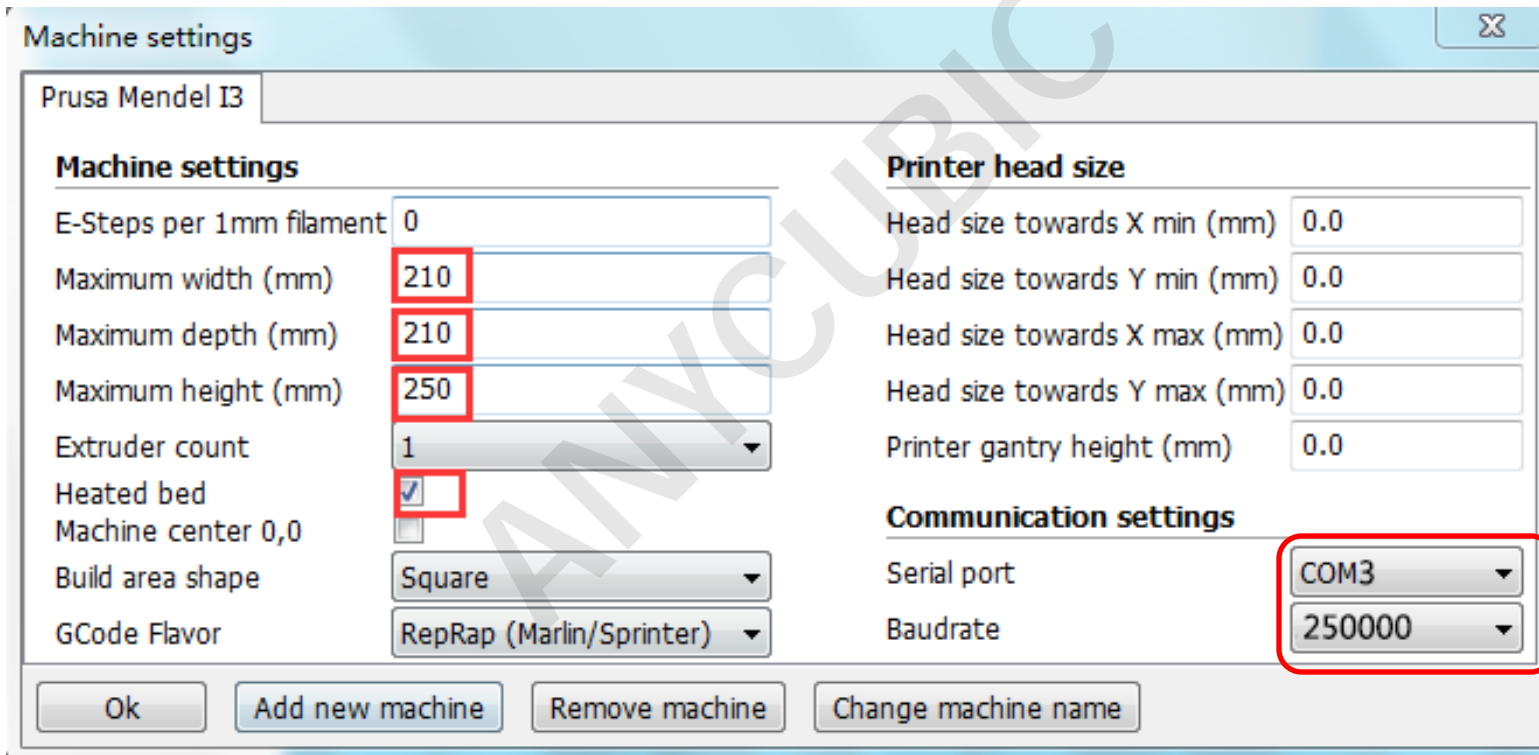 Machine settings
Prusa Mendel I3
Machine settings
E-Steps per 1mm filament 0
Maximum width (mm) 210
Maximum depth (mm) 210
Maximum height (mm) 250
Extruder count 1
Heated bed
Machine center 0,0
Build area shape Square
GCode Flavor RepRap (Marlin/Sprinter)
Printer head size
Head size towards X min (mm) 0.0
Head size towards Y min (mm) 0.0
Head size towards X max (mm) 0.0
Head size towards Y max (mm) 0.0
Printer gantry height (mm) 0.0
Communication settings
Serial port COM3
Baudrate 250000
Ok Add new machine Remove machine Change machine name
ANYCUBIC